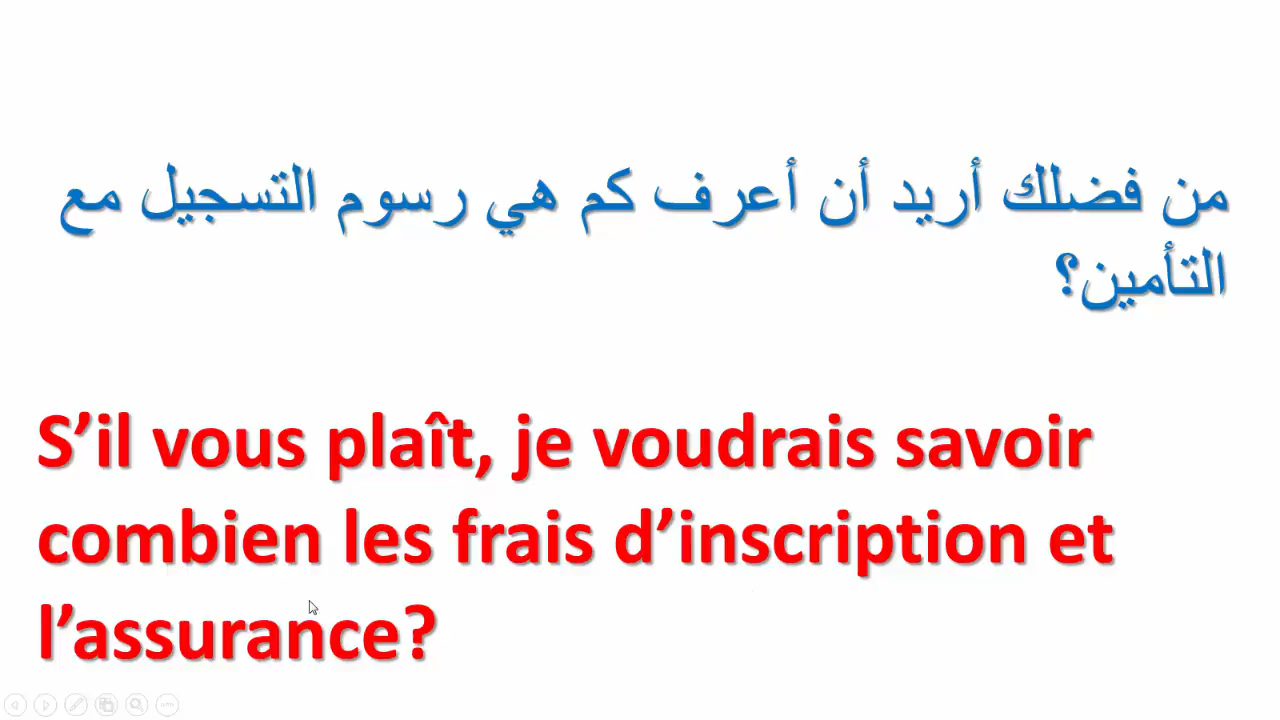 من فضلك أريد أن أعرف كم هي رسوم التسجيل مع
التأمين؟
S’il vous plaît, je voudrais savoir
combien les frais d’inscription et
l’assurance?